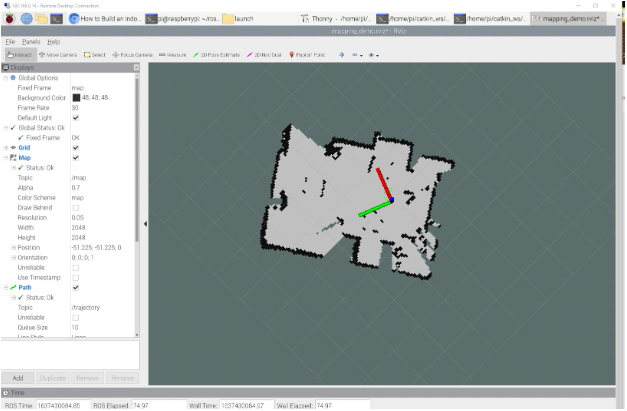 192.168.0.14 - Remote Desktop Connection
How to Build an Indo...
pi@raspberrypi: ~/ros...
launch
Thonny - /home/pi/...
/home/pi/catkin_ws/...
/home/pi/catkin_ws/...
mapping_demo.rviz*...
mapping_demo.rviz* - RViz
File Panels Help
Interact Move Camera Select Focus Camera Measure 2D Pose Estimate 2D Nav Goal Publish Point
Displays
Global Options
Fixed Frame map
Background Color 48; 48; 48
Frame Rate 30
Default Light
Global Status: Ok
Fixed Frame OK
Grid
Map
Status: Ok
Topic /map
Alpha 0.7
Color Scheme map
Draw Behind
Resolution 0.05
Width 2048
Height 2048
Position -51.225; -51.225; 0
Orientation 0; 0; 0; 1
Unreliable
Use Timestamp
Path
Status: Ok
Topic /trajectory
Unreliable
Queue Size 10
Add Duplicate Remove Rename
Time
ROS Time: 1637430084.85 ROS Elapsed: 74.97 Wall Time: 1637430084.97 Wall Elapsed: 74.97